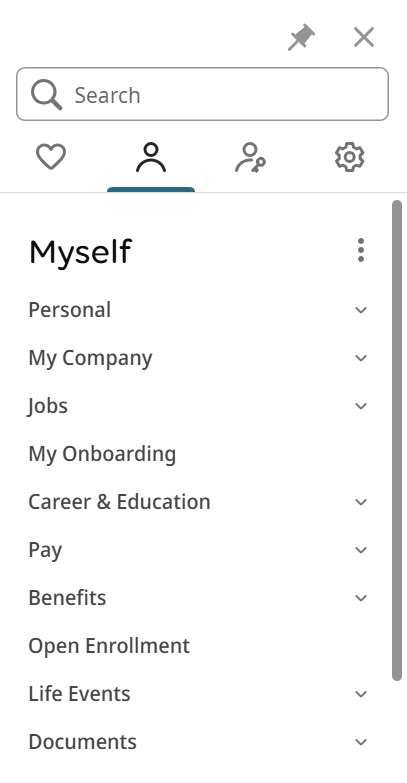 Search
Myself
Personal
My Company
Jobs
My Onboarding
Career & Education
Pay
Benefits
Open Enrollment
Life Events
Documents